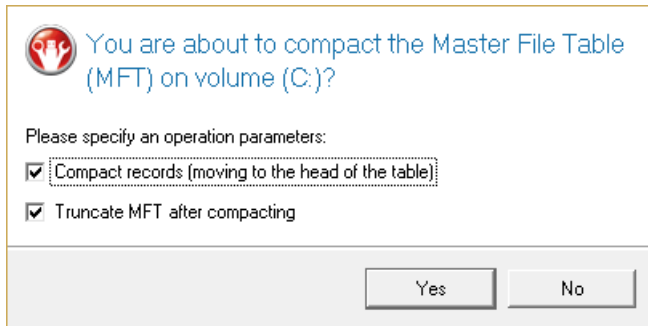 You are about to compact the Master File Table
(MFT) on volume (C:)?
Please specify an operation parameters:
Compact records (moving to the head of the table)
Truncate MFT after compacting
Yes
No